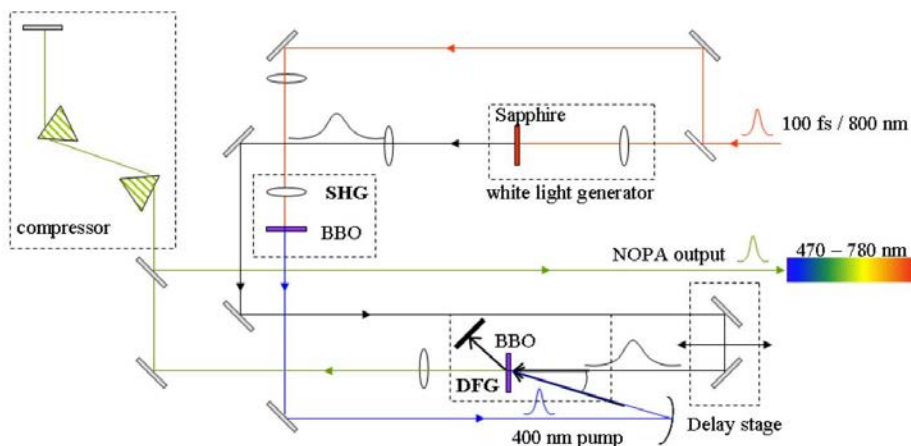 Sapphire
100 fs / 800 nm
white light generator
SHG
BBO
compressor
NOPA output
470 – 780 nm
BBO
DFG
400 nm pump
Delay stage